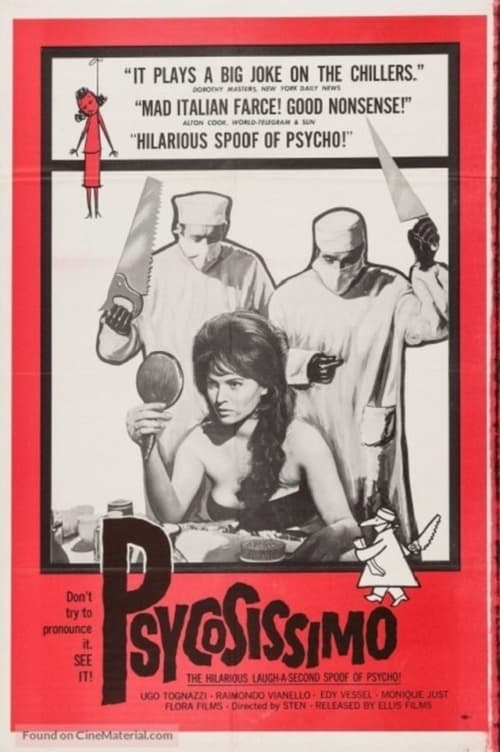 "IT PLAYS A BIG JOKE ON THE CHILLERS."
DOROTHY MASTERS, NEW YORK DAILY NEWS
"MAD ITALIAN FARCE! GOOD NONSENSE!"
ALTON COOK, WORLD-TELEGRAM & SUN
"HILARIOUS SPOOF OF PSYCHO!"
Don't
try to
pronounce
it.
SEE
IT!
PSYCOSISSIMO
THE HILARIOUS LAUGH-A-SECOND SPOOF OF PSYCHO!
UGO TOGNAZZI · RAIMONDO VIANELLO · EDY VESSEL · MONIQUE JUST
FLORA FILMS · Directed by STEN · RELEASED BY ELLIS FILMS
Found on CineMaterial.com